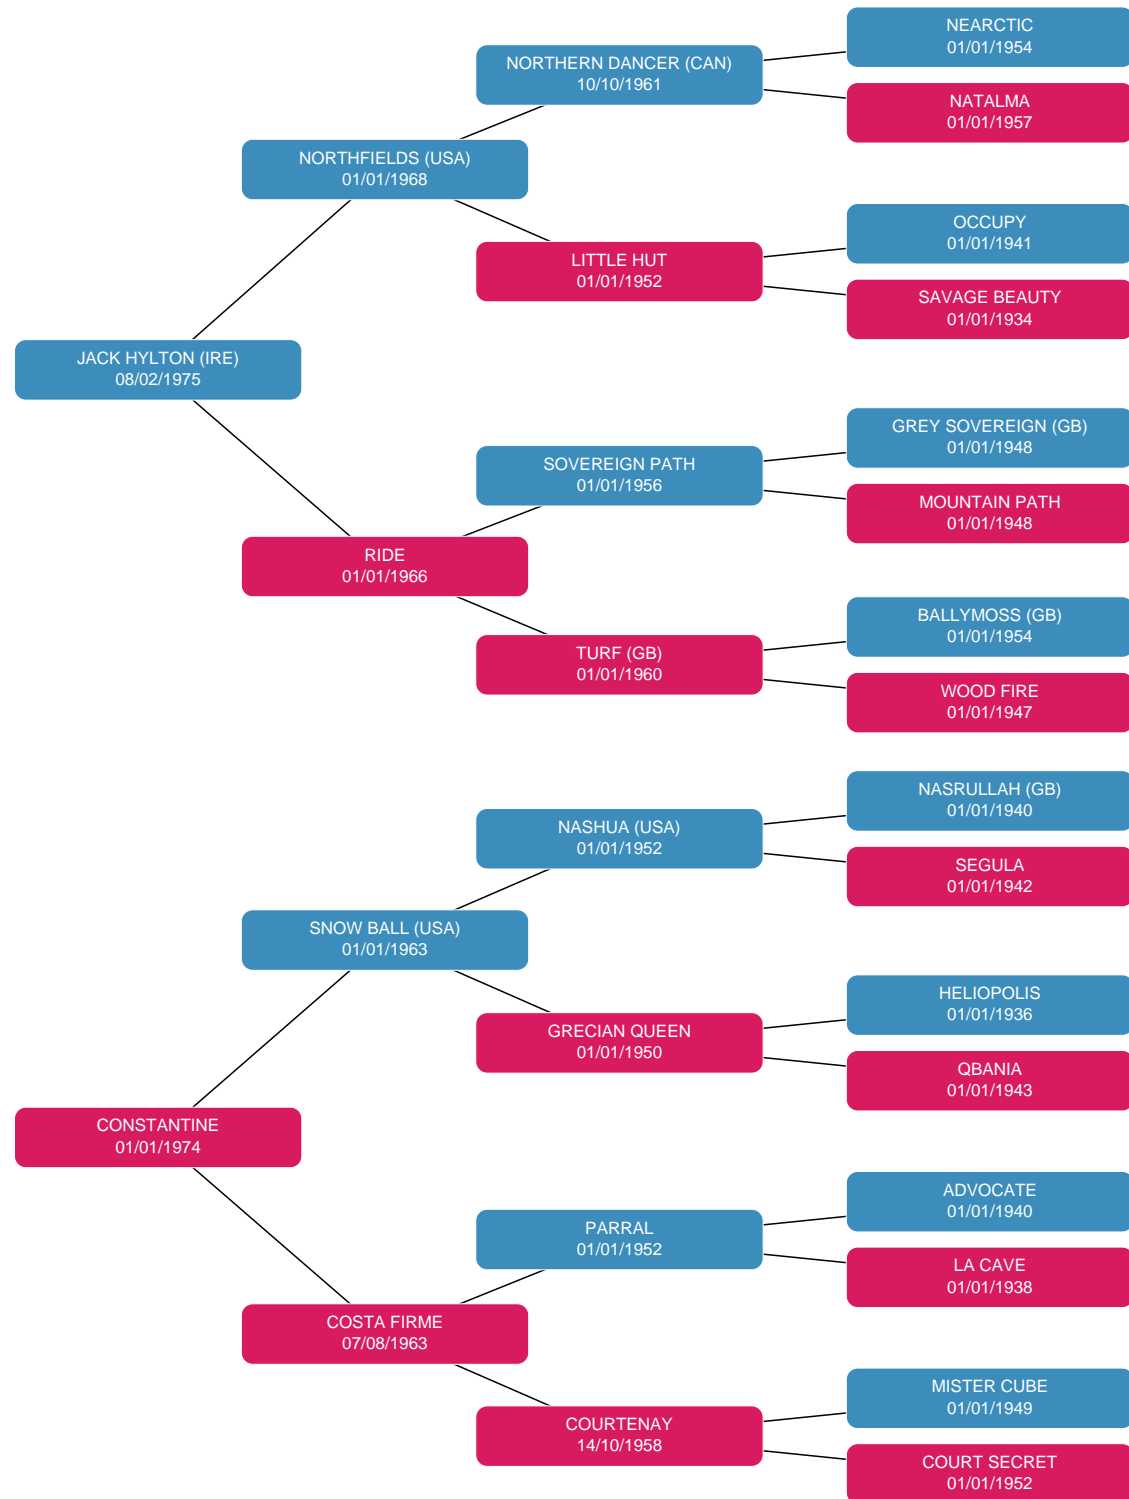 NEARCTIC
01/01/1954
NORTHERN DANCER (CAN)
10/10/1961
NATALMA
01/01/1957
NORTHFIELDS (USA)
01/01/1968
OCCUPY
01/01/1941
LITTLE HUT
01/01/1952
SAVAGE BEAUTY
01/01/1934
JACK HYLTON (IRE)
08/02/1975
GREY SOVEREIGN (GB)
01/01/1948
SOVEREIGN PATH
01/01/1956
MOUNTAIN PATH
01/01/1948
RIDE
01/01/1966
BALLYMOSS (GB)
01/01/1954
TURF (GB)
01/01/1960
WOOD FIRE
01/01/1947
NASRULLAH (GB)
01/01/1940
NASHUA (USA)
01/01/1952
SEGULA
01/01/1942
SNOW BALL (USA)
01/01/1963
HELIOPOLIS
01/01/1936
GRECIAN QUEEN
01/01/1950
QBANIA
01/01/1943
CONSTANTINE
01/01/1974
ADVOCATE
01/01/1940
PARRAL
01/01/1952
LA CAVE
01/01/1938
COSTA FIRME
07/08/1963
MISTER CUBE
01/01/1949
COURTENAY
14/10/1958
COURT SECRET
01/01/1952